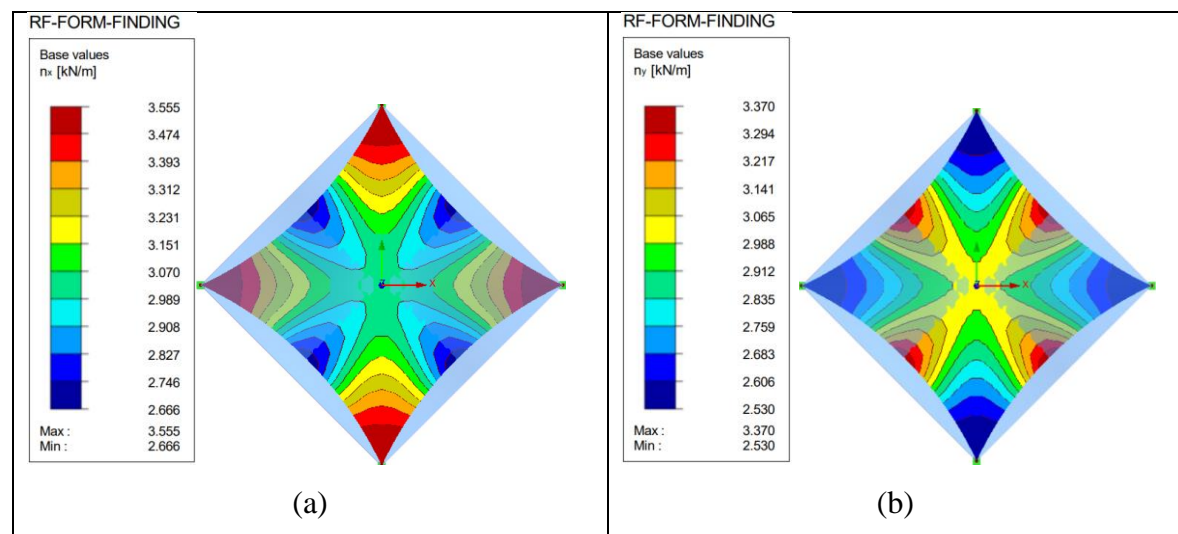 RF-FORM-FINDING
Base values
nx [kN/m]
3.555
3.474
3.393
3.312
3.231
3.151
3.070
2.989
2.908
2.827
2.746
2.666
Max : 3.555
Min : 2.666
X
(a)
RF-FORM-FINDING
Base values
ny [kN/m]
3.370
3.294
3.217
3.141
3.065
2.988
2.912
2.835
2.759
2.683
2.606
2.530
Max : 3.370
Min : 2.530
X
(b)